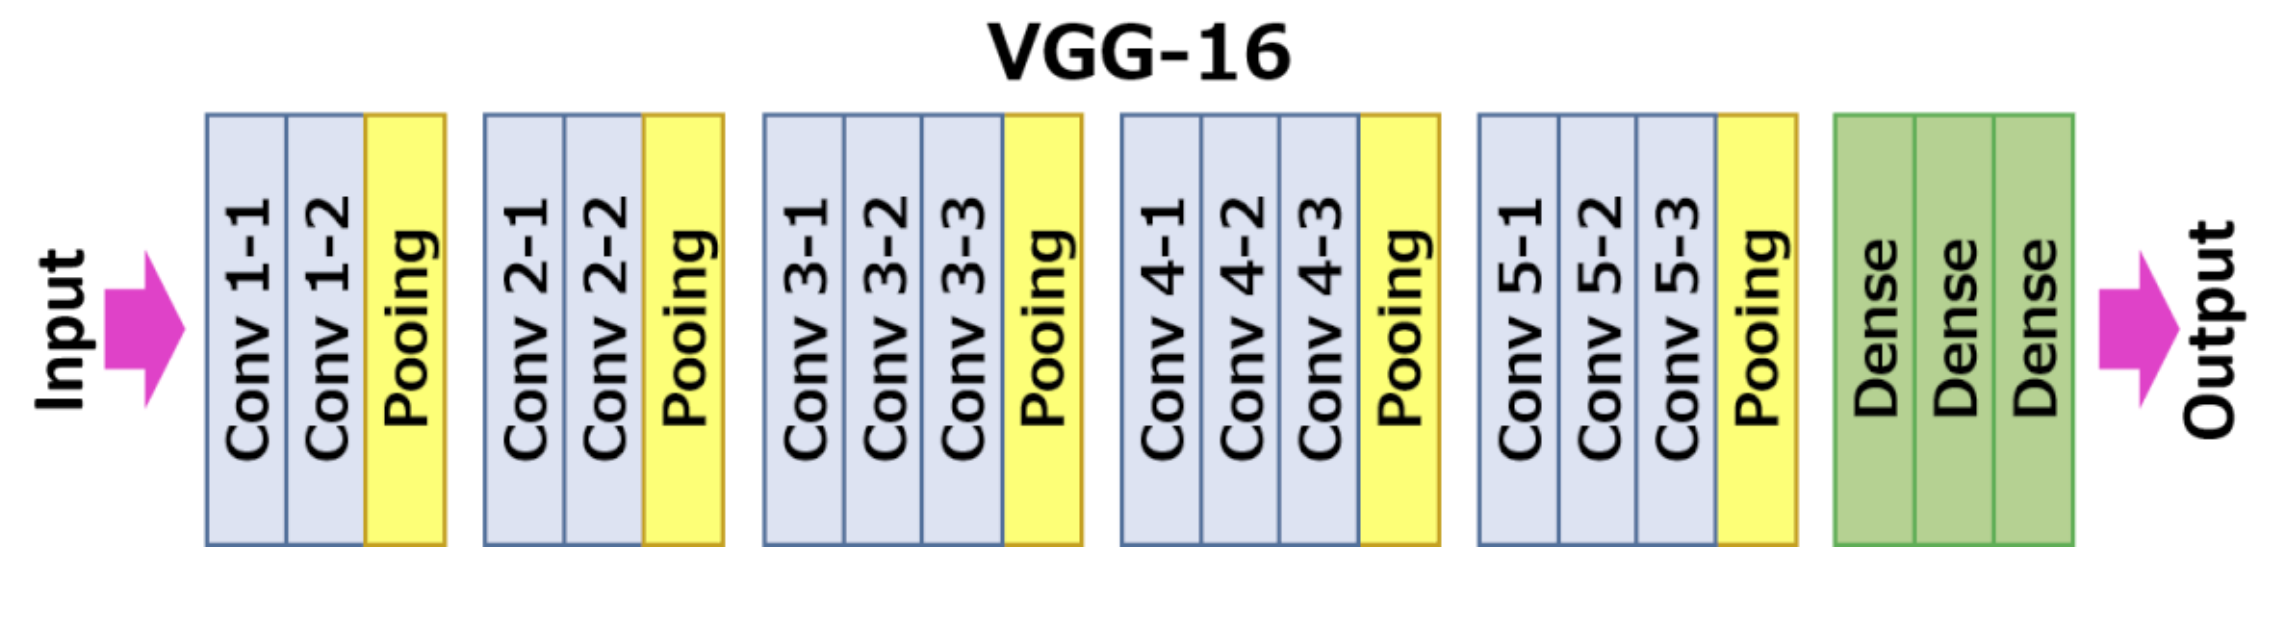 VGG-16
Input
Conv 1-1
Conv 1-2
Pooing
Conv 2-1
Conv 2-2
Pooing
Conv 3-1
Conv 3-2
Conv 3-3
Pooing
Conv 4-1
Conv 4-2
Conv 4-3
Pooing
Conv 5-1
Conv 5-2
Conv 5-3
Pooing
Dense
Dense
Dense
Output